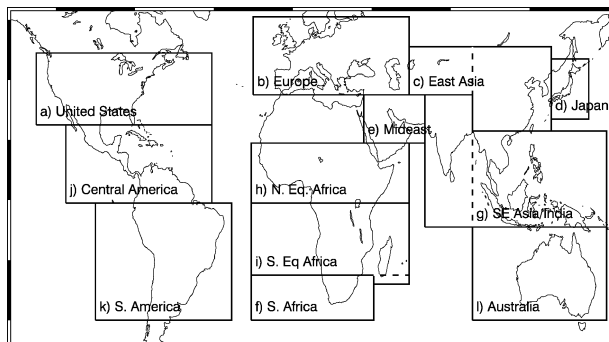 b) Europe
c) East Asia
a) United States
d) Japan
e) Mideast
j) Central America
h) N. Eq. Africa
g) SE Asia/India
i) S. Eq Africa
k) S. America
f) S. Africa
l) Australia